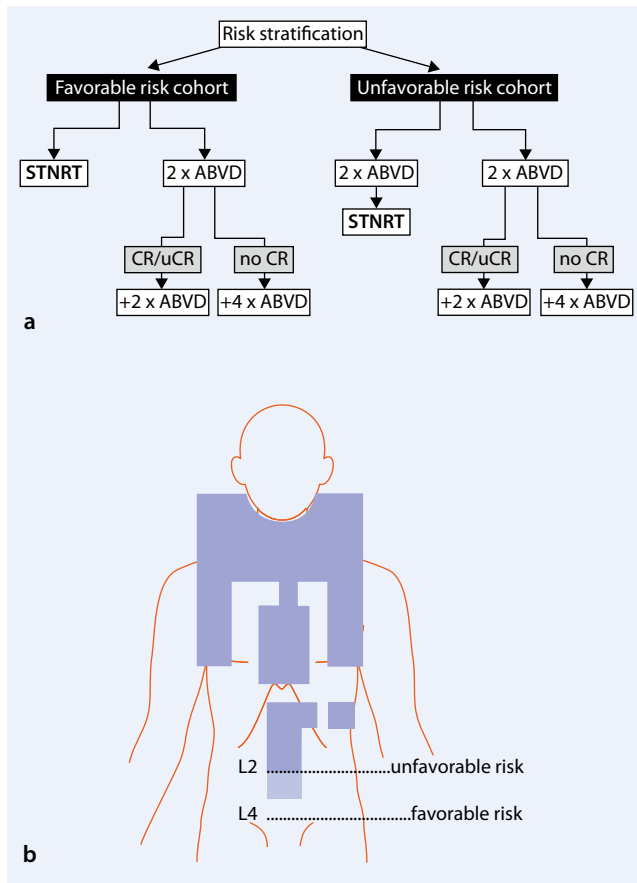 Risk stratification
Favorable risk cohort
Unfavorable risk cohort
STNRT
2 x ABVD
2 x ABVD
2 x ABVD
STNRT
CR/uCR
no CR
CR/uCR
no CR
+2 x ABVD
+4 x ABVD
+2 x ABVD
+4 x ABVD
a
L2 ............................... unfavorable risk
L4 .................................... favorable risk
b